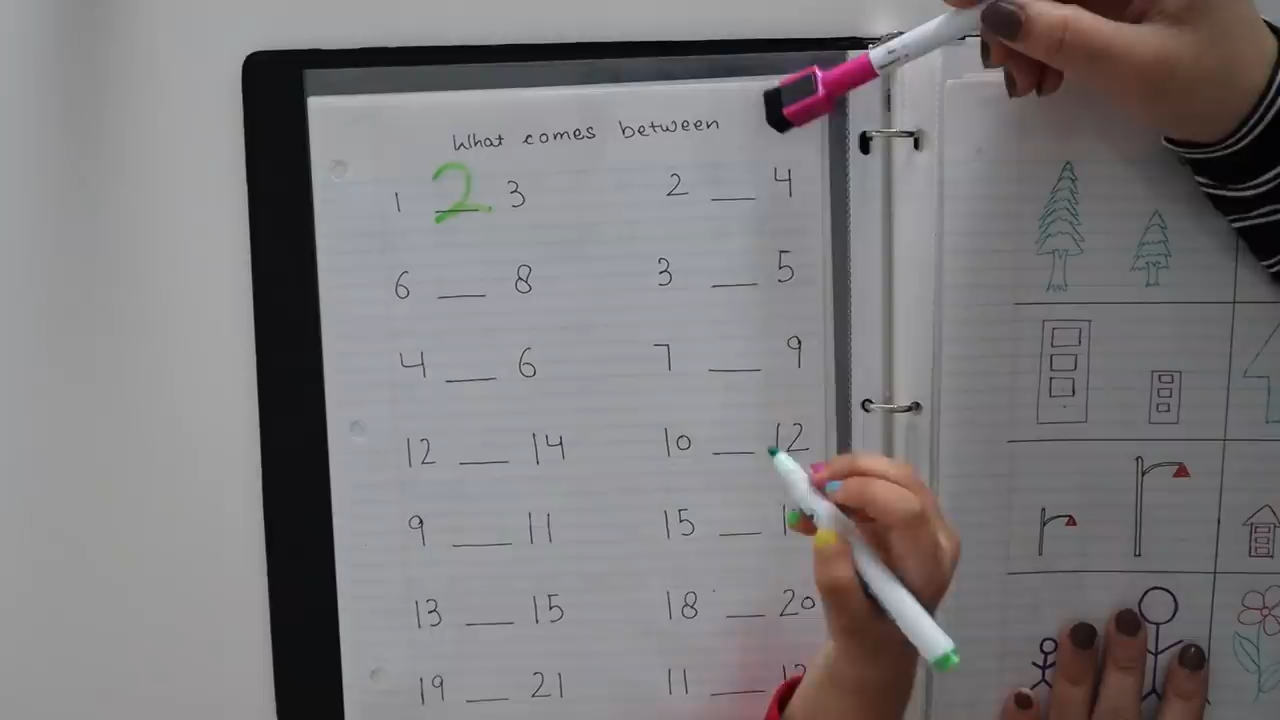 What comes between
1 2 3 2 __ 4
6 __ 8 3 __ 5
4 __ 6 7 __ 9
12 __ 14 10 __ 12
9 __ 11 15 __
13 __ 15 18 __ 20
19 __ 21 11 __